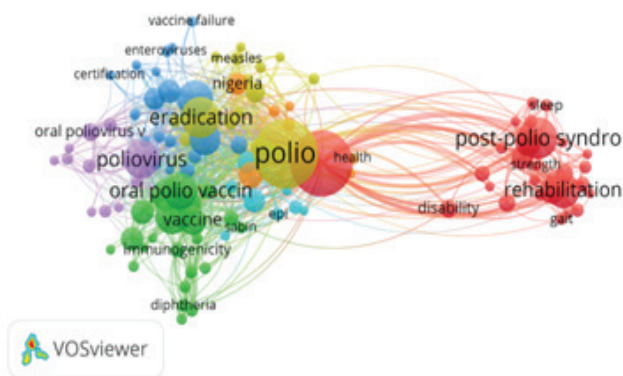 vaccine failure
enteroviruses
measles
certification
nigeria
eradication
oral poliovirus v
poliovirus
polio
health
oral polio vaccin
vaccine
sabin
epi
immunogenicity
diphtheria
sleep
post-polio syndro
strength
rehabilitation
disability
gait
VOSviewer